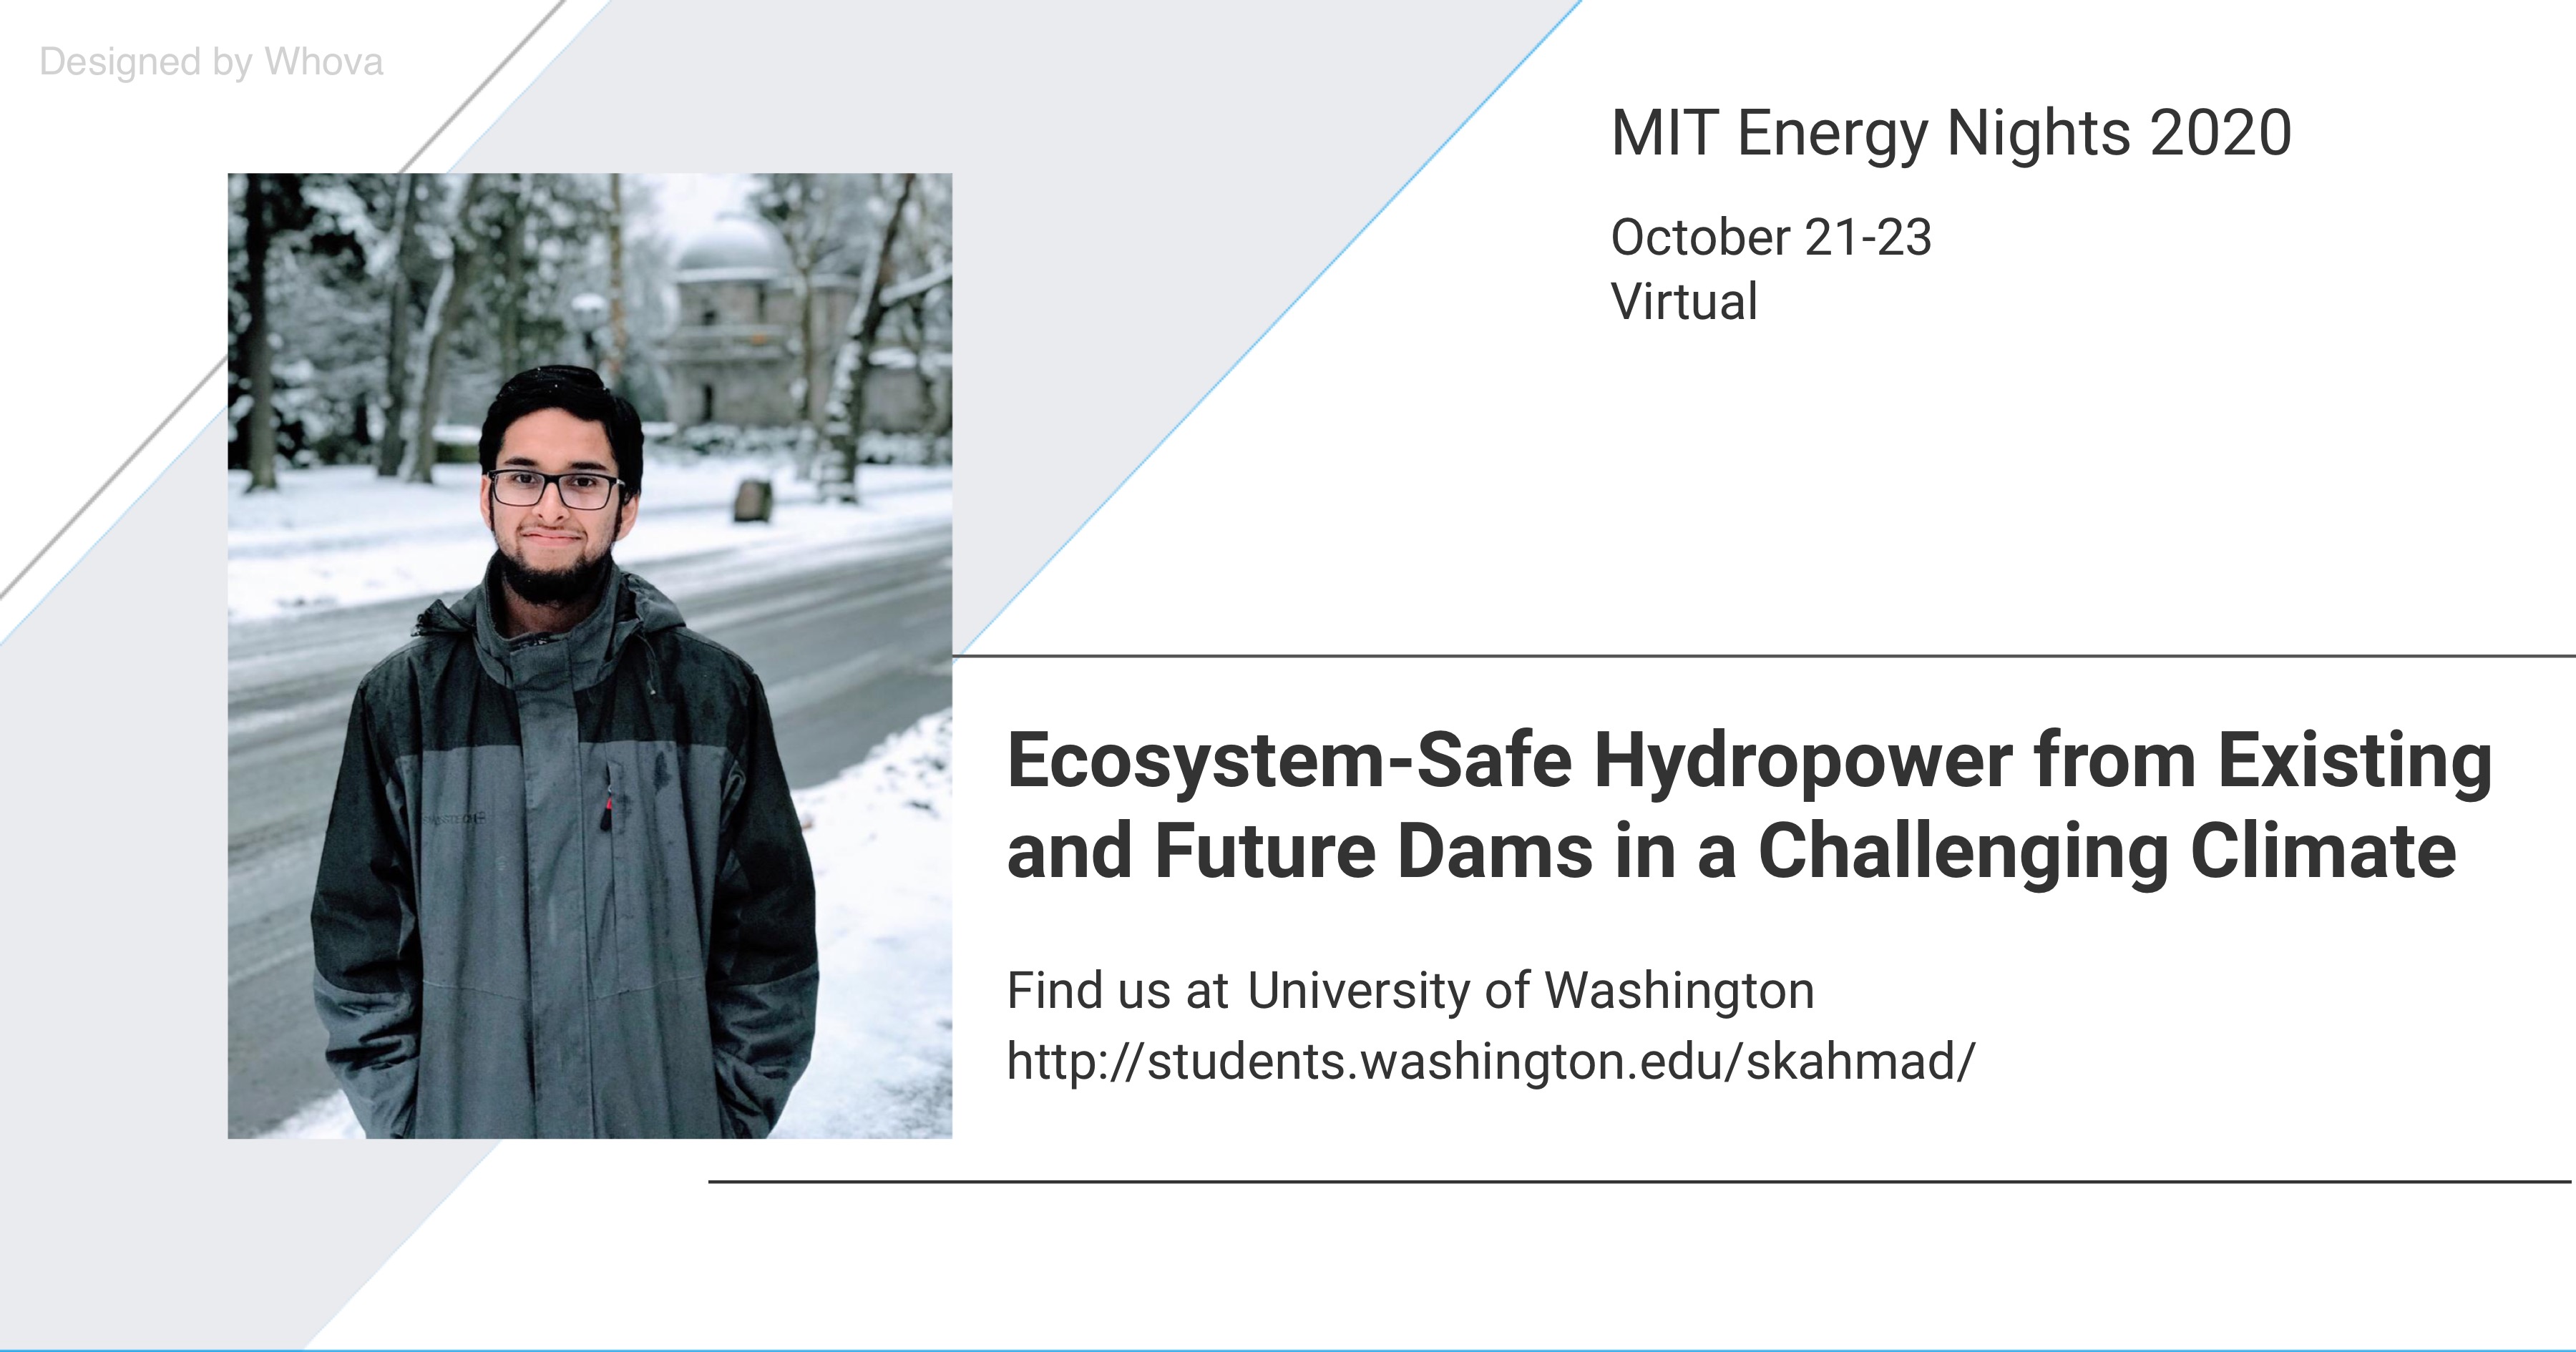 Designed by Whova
MIT Energy Nights 2020
October 21-23
Virtual
Ecosystem-Safe Hydropower from Existing
and Future Dams in a Challenging Climate
Find us at University of Washington
http://students.washington.edu/skahmad/